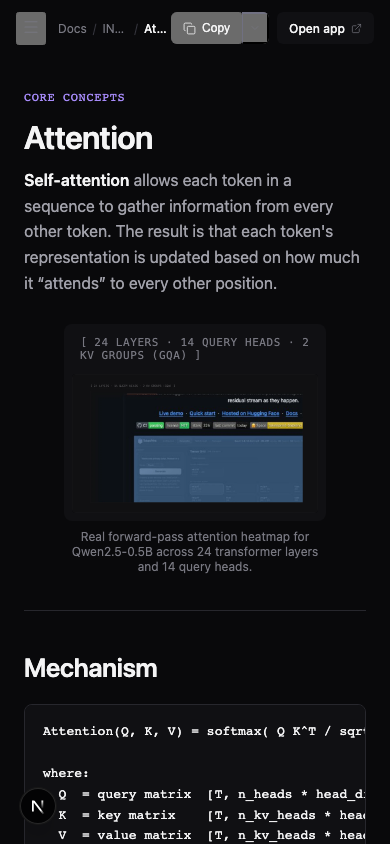 Docs / IN... / At... Copy Open app
CORE CONCEPTS
Attention
Self-attention allows each token in a
sequence to gather information from every
other token. The result is that each token's
representation is updated based on how much
it “attends” to every other position.
[ 24 LAYERS · 14 QUERY HEADS · 2
KV GROUPS (GQA) ]
residual stream as they happen.
Live demo · Quick start · Hosted on Hugging Face · Docs ·
Real forward-pass attention heatmap for
Qwen2.5-0.5B across 24 transformer layers
and 14 query heads.
Mechanism
Attention(Q, K, V) = softmax( Q K^T / sqr
where:
Q = query matrix [T, n_heads * head_d
K = key matrix [T, n_kv_heads * hea
V = value matrix [T, n_kv_heads * hea
N